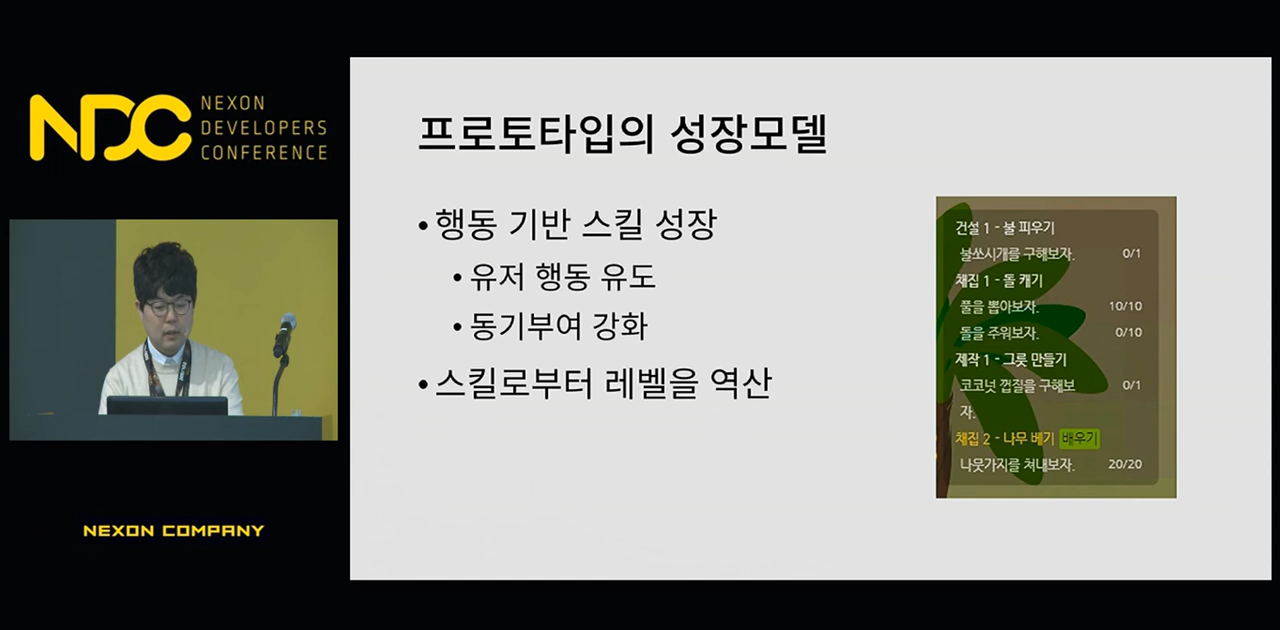 NDC
NEXON
DEVELOPERS
CONFERENCE
NEXON COMPANY
프로토타입의 성장모델
• 행동 기반 스킬 성장
• 유저 행동 유도
• 동기부여 강화
• 스킬로부터 레벨을 역산
건설 1 - 불 피우기
불쏘시개를 구해보자. 0/1
채집 1 - 돌 캐기
풀을 뽑아보자. 10/10
돌을 주워보자. 0/10
제작 1 - 그릇 만들기
코코넛 껍질을 구해보 0/1
자.
채집 2 - 나무 베기 배우기
나뭇가지를 쳐내보자. 20/20